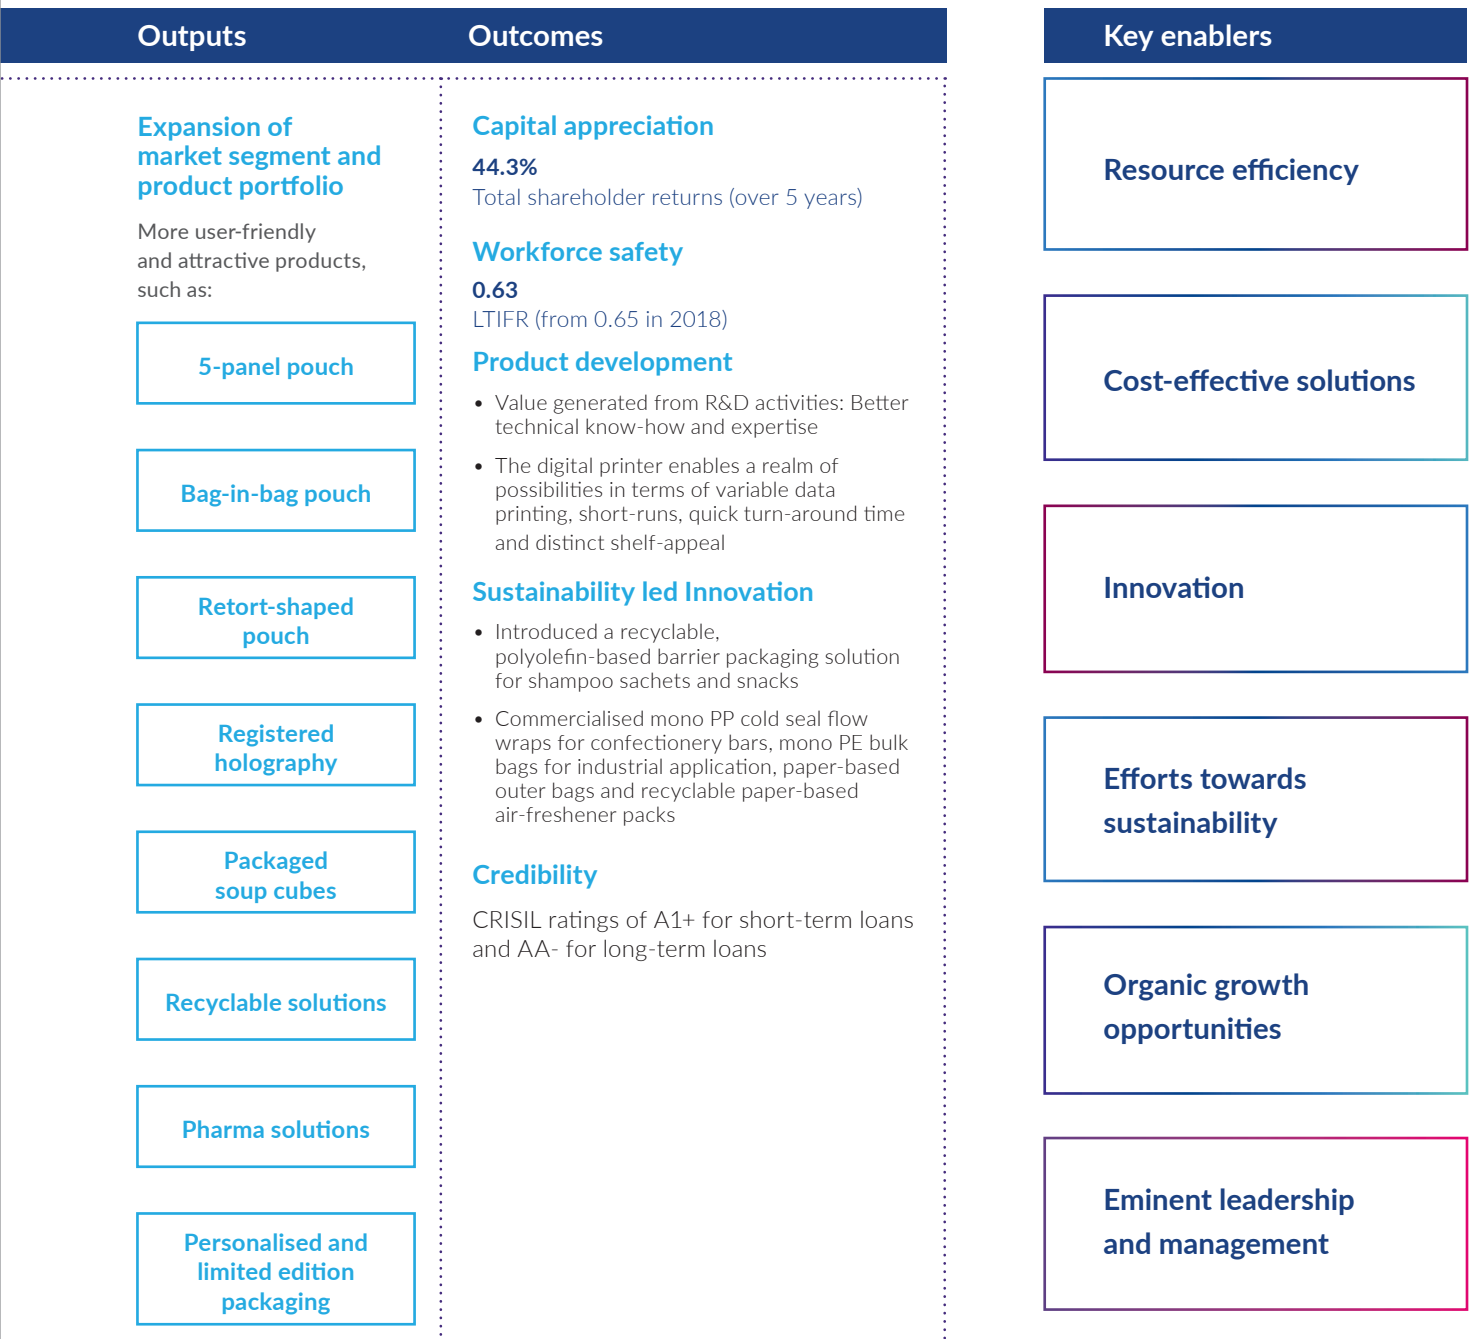 Outputs
Expansion of
market segment and
product portfolio
More user-friendly
and attractive products,
such as:
5-panel pouch
Bag-in-bag pouch
Retort-shaped
pouch
Registered
holography
Packaged
soup cubes
Recyclable solutions
Pharma solutions
Personalised and
limited edition
packaging
Outcomes
Capital appreciation
44.3%
Total shareholder returns (over 5 years)
Workforce safety
0.63
LTIFR (from 0.65 in 2018)
Product development
• Value generated from R&D activities: Better
technical know-how and expertise
• The digital printer enables a realm of
possibilities in terms of variable data
printing, short-runs, quick turn-around time
and distinct shelf-appeal
Sustainability led Innovation
• Introduced a recyclable,
polyolefin-based barrier packaging solution
for shampoo sachets and snacks
• Commercialised mono PP cold seal flow
wraps for confectionery bars, mono PE bulk
bags for industrial application, paper-based
outer bags and recyclable paper-based
air-freshener packs
Credibility
CRISIL ratings of A1+ for short-term loans
and AA- for long-term loans
Key enablers
Resource efficiency
Cost-effective solutions
Innovation
Efforts towards
sustainability
Organic growth
opportunities
Eminent leadership
and management